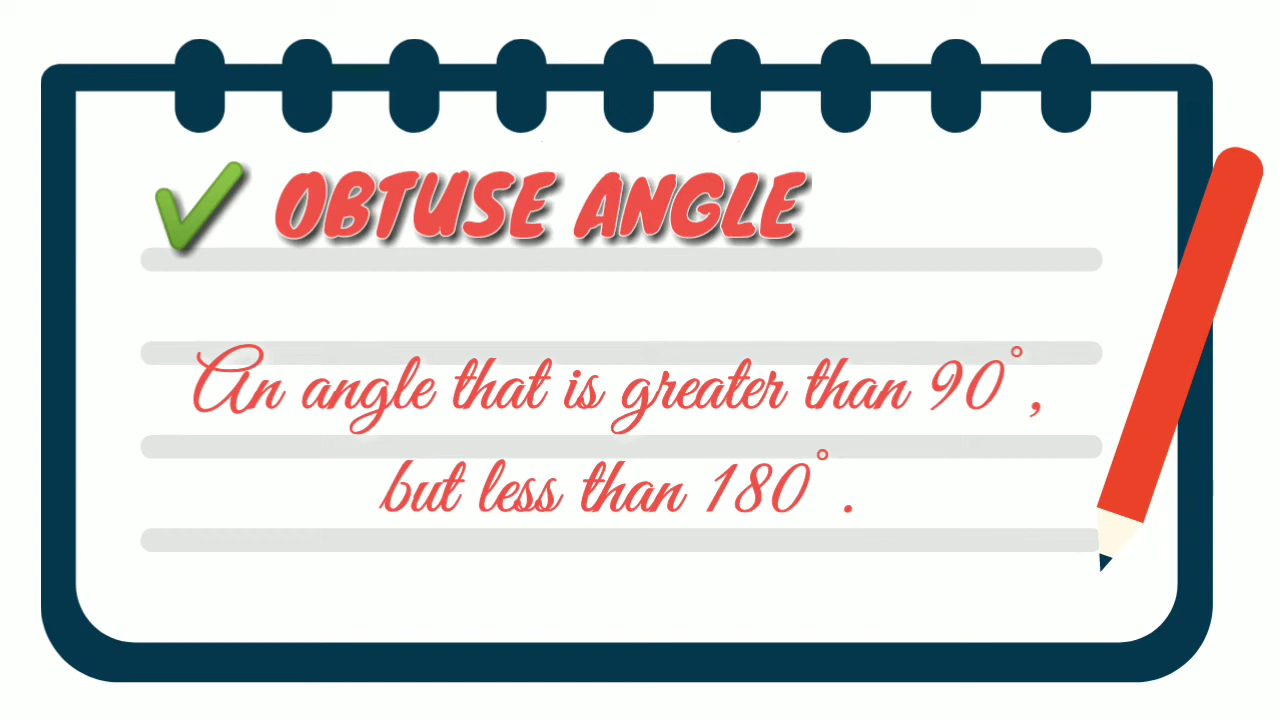 ✔ OBTUSE ANGLE
An angle that is greater than 90°,
but less than 180°.